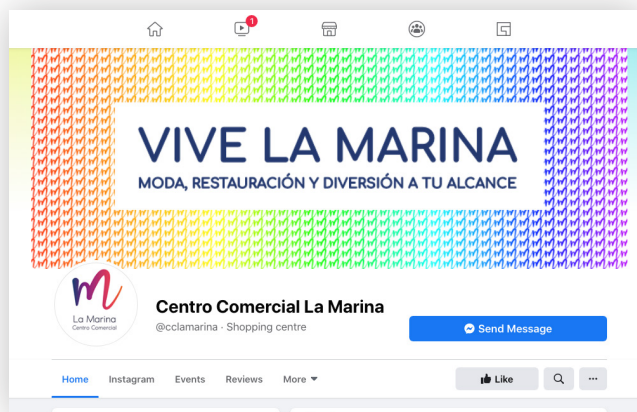 1
VIVE LA MARINA
MODA, RESTAURACIÓN Y DIVERSIÓN A TU ALCANCE
La Marina
Centro Comercial
Centro Comercial La Marina
@cclamarina · Shopping centre
Send Message
Home Instagram Events Reviews More
Like